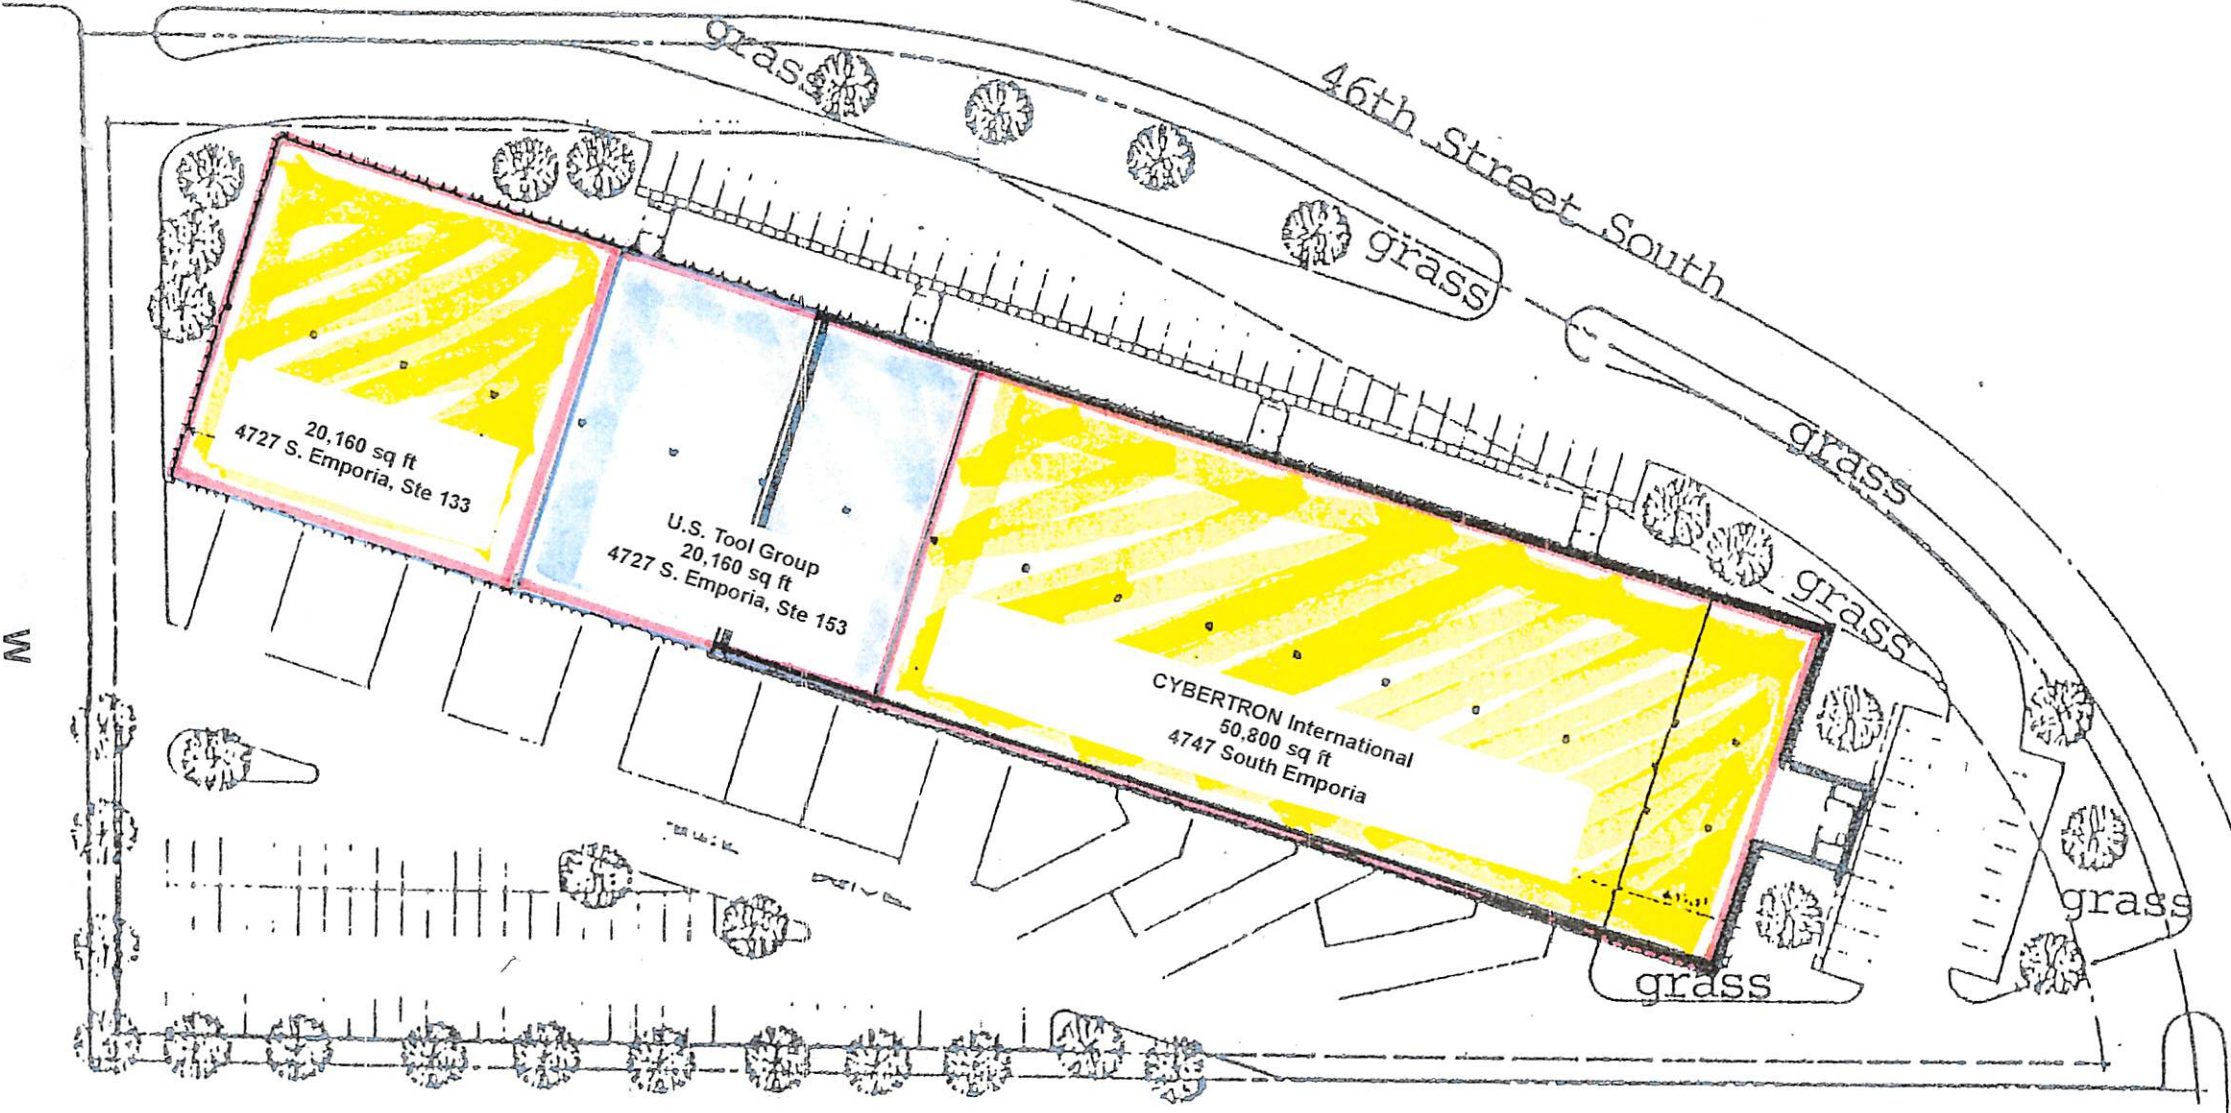 grass
46th Street South
grass
grass
20,160 sq ft
4727 S. Emporia, Ste 133
U.S. Tool Group
20,160 sq ft
4727 S. Emporia, Ste 153
grass
W
CYBERTRON International
50,800 sq ft
4747 South Emporia
grass
grass